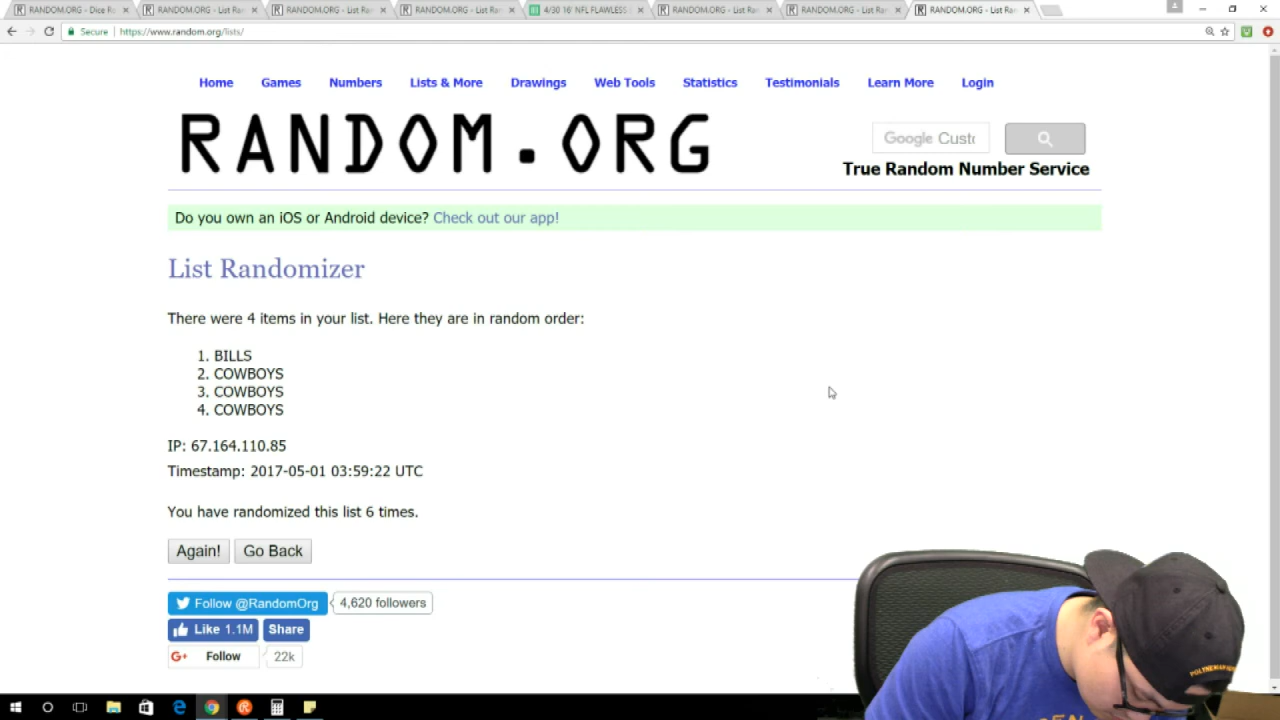 RANDOM.ORG - Dice Ro
RANDOM.ORG - List Ran
RANDOM.ORG - List Ran
RANDOM.ORG - List Ran
4/30 16' NFL FLAWLESS
RANDOM.ORG - List Ran
RANDOM.ORG - List Ran
RANDOM.ORG - List Ran
Secure https://www.random.org/lists/
Home Games Numbers Lists & More Drawings Web Tools Statistics Testimonials Learn More Login
RANDOM.ORG
Google Custo
True Random Number Service
Do you own an iOS or Android device? Check out our app!
List Randomizer
There were 4 items in your list. Here they are in random order:
1. BILLS
2. COWBOYS
3. COWBOYS
4. COWBOYS
IP: 67.164.110.85
Timestamp: 2017-05-01 03:59:22 UTC
You have randomized this list 6 times.
Again! Go Back
Follow @RandomOrg 4,620 followers
Like 1.1M Share
G+ Follow 22k